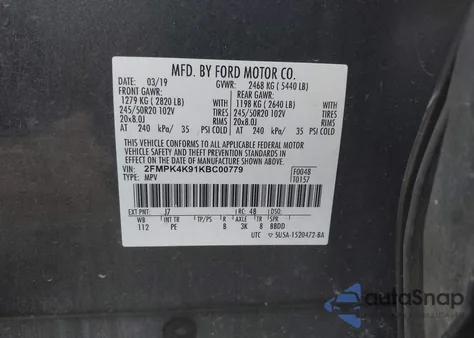 MFD. BY FORD MOTOR CO.
DATE: 03/19 GVWR: 2468 KG ( 5440 LB)
FRONT GAWR: REAR GAWR:
1279 KG ( 2820 LB) 1198 KG ( 2640 LB)
245/50R20 102V TIRES 245/50R20 102V
20x8.0J RIMS 20x8.0J
AT 240 kPa/ 35 PSI COLD AT 240 kPa/ 35 PSI COLD
THIS VEHICLE CONFORMS TO ALL APPLICABLE FEDERAL MOTOR
VEHICLE SAFETY AND THEFT PREVENTION STANDARDS IN EFFECT
ON THE DATE OF MANUFACTURE SHOWN ABOVE.
VIN: 2FMPK4K91KBC00779 F0048
TYPE: MPV T0157
EXT PNT: J7 RC: 48 DSO:
WB INT TR TP/PS R AXLE TR SPR
112 PE B 3K 8 BBDD
UTC 5U5A-1520472-BA
autoSnap